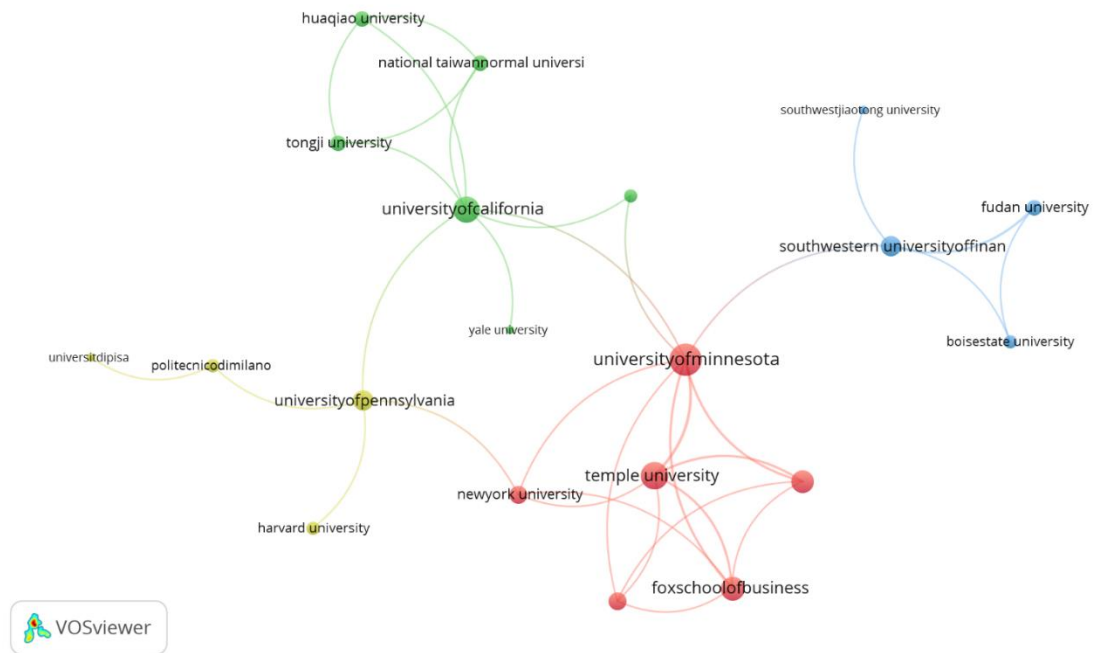 huaqiao university
national taiwannormal universi
southwestjiaotong university
tongji university
universityofcalifornia
fudan university
southwestern universityoffinan
yale university
boisestate university
universitdipisa
politecnicodimilano
universityofminnesota
universityofpennsylvania
temple university
newyork university
harvard university
foxschoolofbusiness
VOSviewer